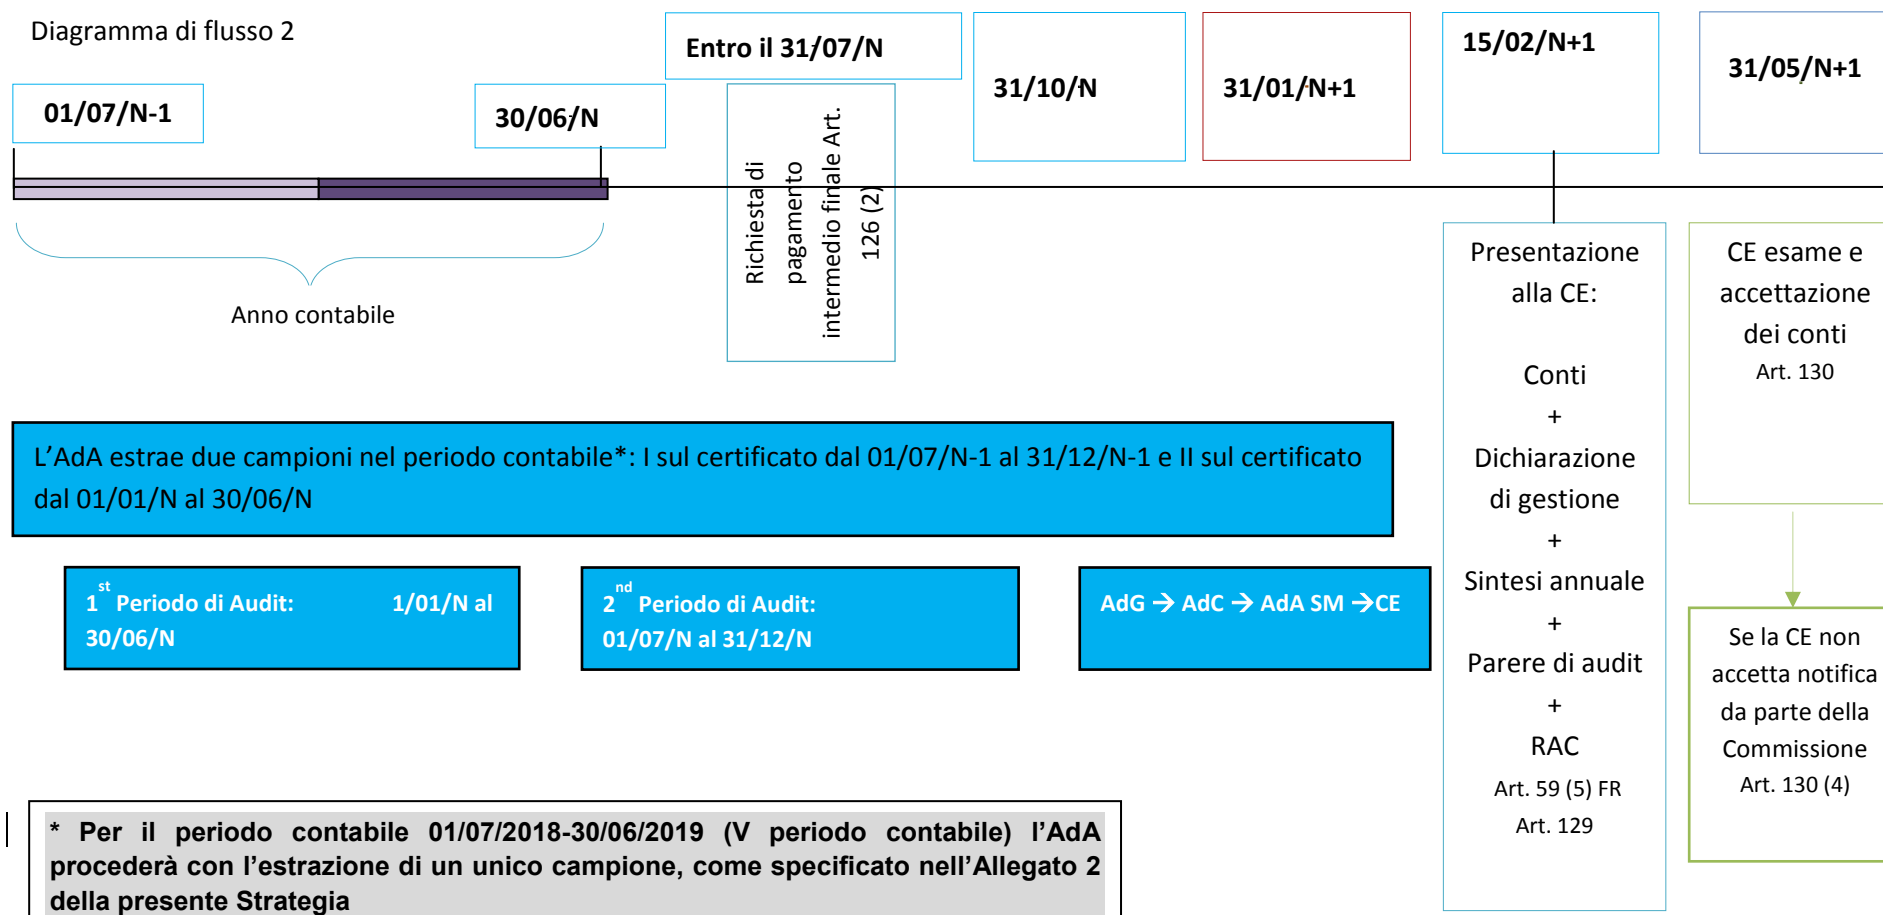 Diagramma di flusso 2
01/07/N-1
30/06/N
Entro il 31/07/N
31/10/N
31/01/N+1
15/02/N+1
31/05/N+1
Richiesta di
pagamento
intermedio finale Art.
126 (2)
Anno contabile
Presentazione
alla CE:
Conti
+
Dichiarazione
di gestione
+
Sintesi annuale
+
Parere di audit
+
RAC
Art. 59 (5) FR
Art. 129
CE esame e
accettazione
dei conti
Art. 130
Se la CE non
accetta notifica
da parte della
Commissione
Art. 130 (4)
L'AdA estrae due campioni nel periodo contabile*: I sul certificato dal 01/07/N-1 al 31/12/N-1 e II sul certificato
dal 01/01/N al 30/06/N
1st Periodo di Audit: 1/01/N al
30/06/N
2nd Periodo di Audit:
01/07/N al 31/12/N
AdG → AdC → AdA SM →CE
* Per il periodo contabile 01/07/2018-30/06/2019 (V periodo contabile) l'AdA
procederà con l'estrazione di un unico campione, come specificato nell'Allegato 2
della presente Strategia